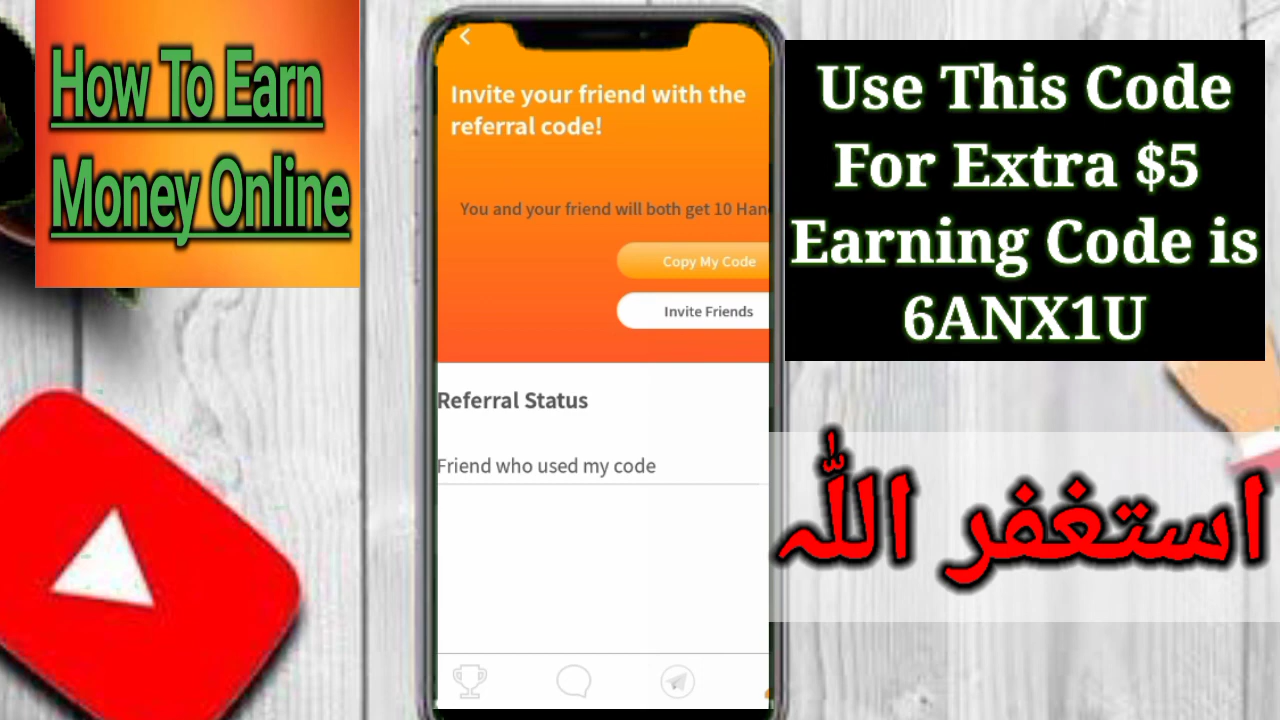 How To Earn
Money Online
Invite your friend with the
referral code!
You and your friend will both get 10
Copy My Code
Invite Friends
Referral Status
Friend who used my code
Use This Code
For Extra $5
Earning Code is
6ANX1U
استغفر اللہ